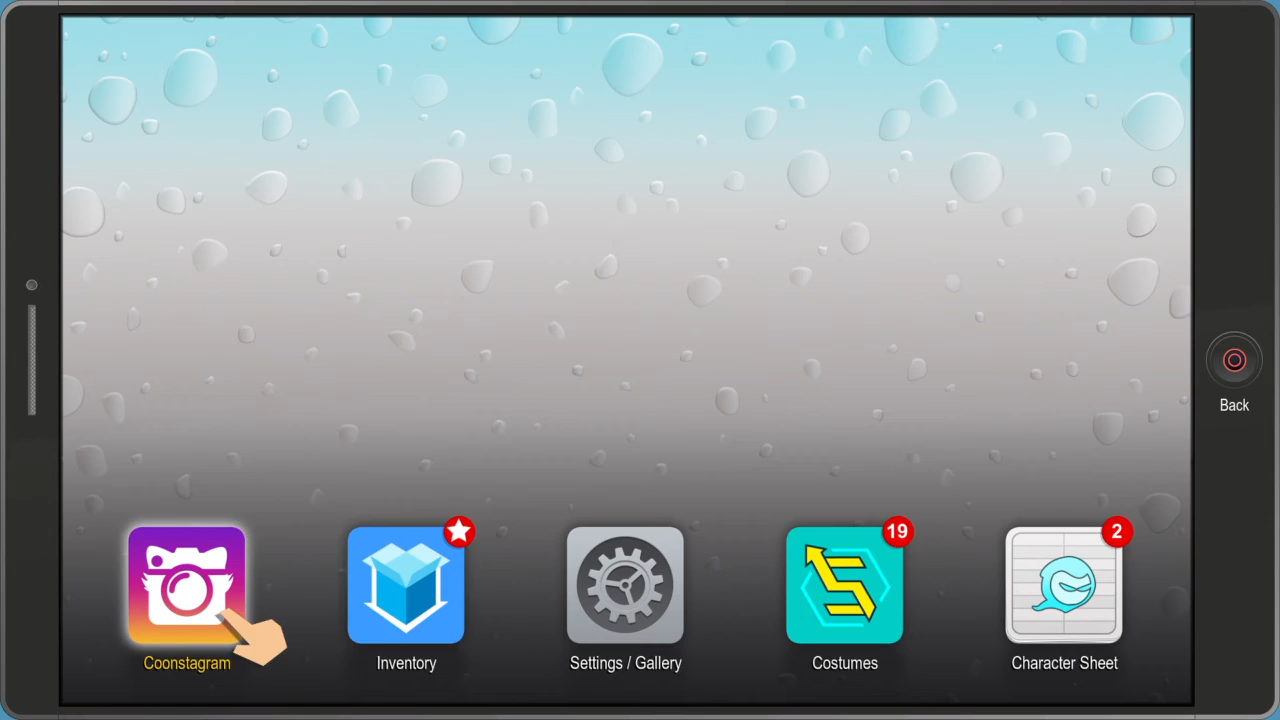 Back
19
2
Coonstagram
Inventory
Settings / Gallery
Costumes
Character Sheet